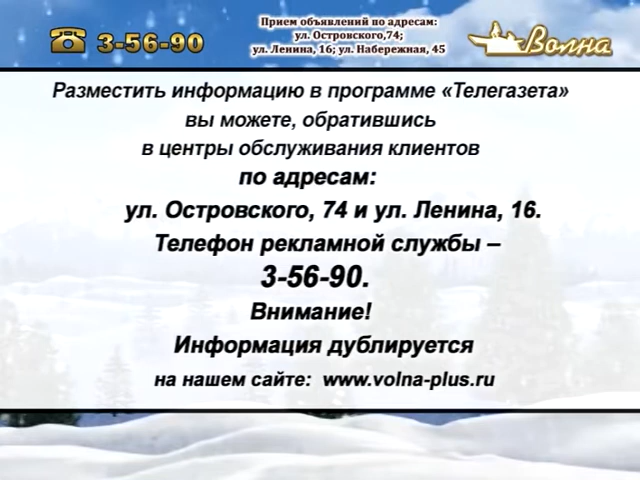 ☎ 3-56-90
Прием объявлений по адресам:
ул. Островского,74;
ул. Ленина, 16; ул. Набережная, 45
Волна
Разместить информацию в программе «Телегазета»
вы можете, обратившись
в центры обслуживания клиентов
по адресам:
ул. Островского, 74 и ул. Ленина, 16.
Телефон рекламной службы –
3-56-90.
Внимание!
Информация дублируется
на нашем сайте: www.volna-plus.ru